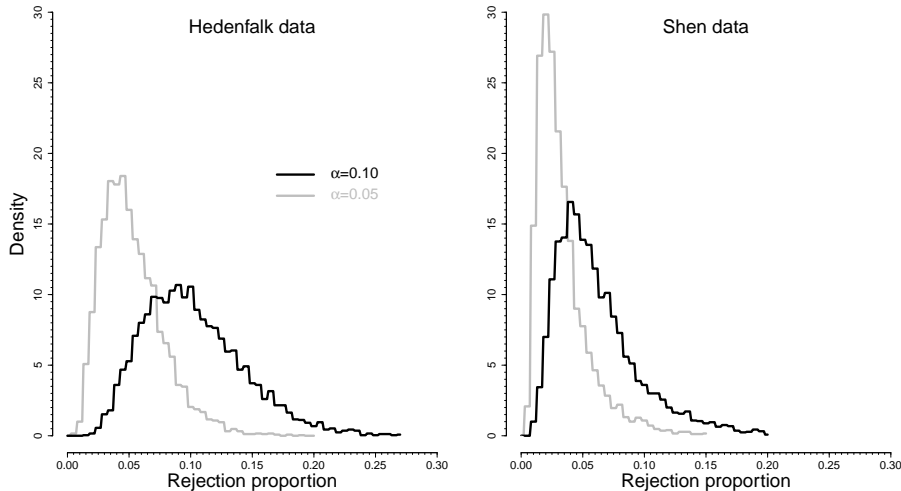 Hedenfalk data
Shen data
30
25
20
15
10
5
0
Density
α=0.10
α=0.05
0.00 0.05 0.10 0.15 0.20 0.25 0.30
Rejection proportion
30
25
20
15
10
5
0
0.00 0.05 0.10 0.15 0.20 0.25 0.30
Rejection proportion